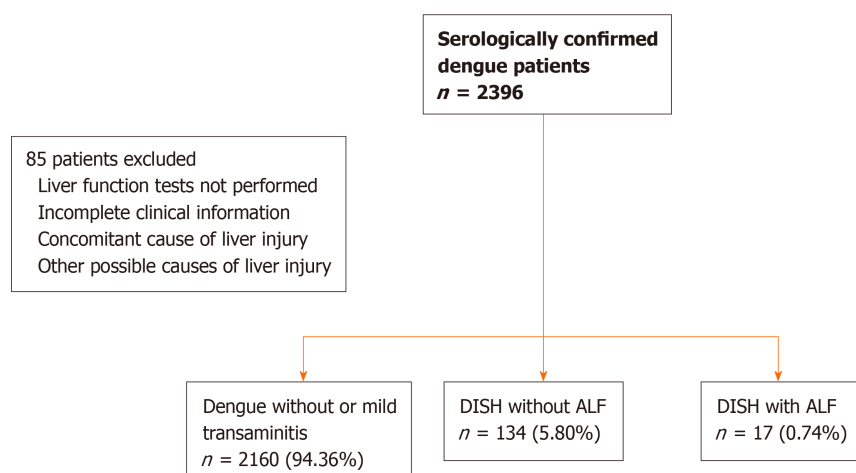 Serologically confirmed
dengue patients
n = 2396
85 patients excluded
Liver function tests not performed
Incomplete clinical information
Concomitant cause of liver injury
Other possible causes of liver injury
Dengue without or mild
transaminitis
n = 2160 (94.36%)
DISH without ALF
n = 134 (5.80%)
DISH with ALF
n = 17 (0.74%)